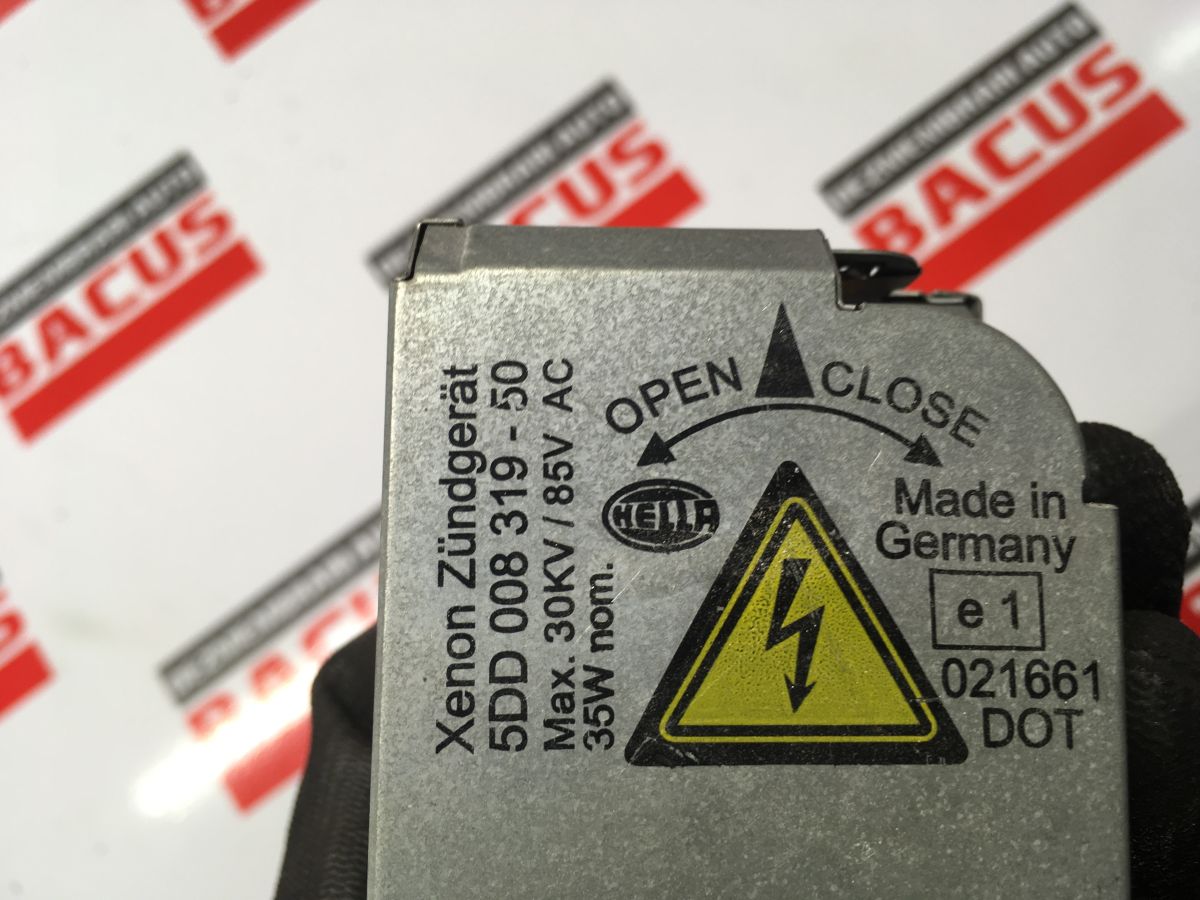 BACUS
BACUS
BACUS
BACUS
Xenon Zündgerät
5DD 008 319 - 50
Max. 30KV / 85V AC
35W nom.
OPEN
CLOSE
HELLA
Made in
Germany
e 1
021661
DOT